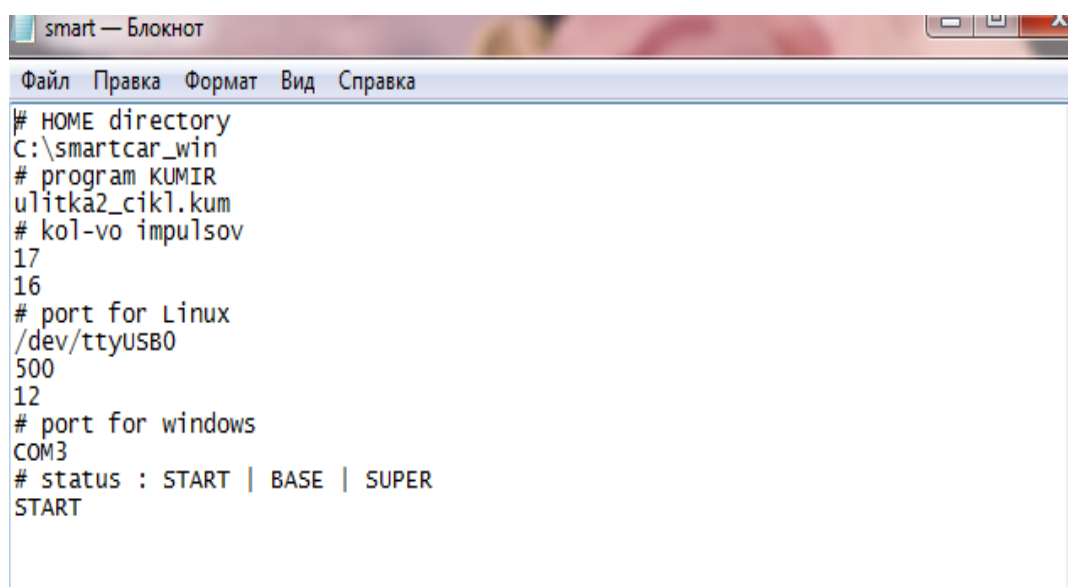 smart — Блокнот
Файл Правка Формат Вид Справка
# HOME directory
C:\smartcar_win
# program KUMIR
ulitka2_cikl.kum
# kol-vo impulsov
17
16
# port for Linux
/dev/ttyUSB0
500
12
# port for windows
COM3
# status : START | BASE | SUPER
START